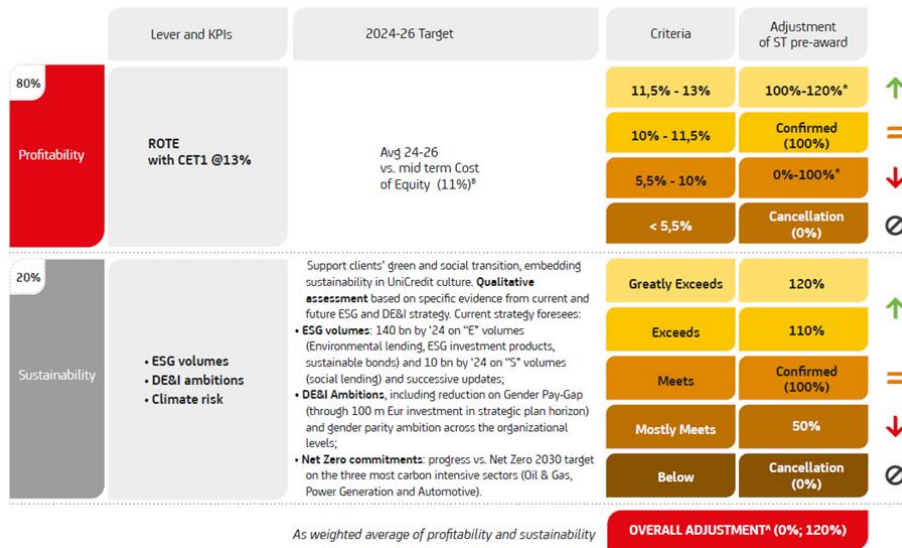 Lever and KPIs
2024-26 Target
Criteria
Adjustment
of ST pre-award
80%
Profitability
ROTE
with CET1 @13%
Avg 24-26
vs. mid term Cost
of Equity (11%)⁸
11,5% - 13%
100%-120%*
10% - 11,5%
Confirmed
(100%)
5,5% - 10%
0%-100%*
< 5,5%
Cancellation
(0%)
20%
Sustainability
• ESG volumes
• DE&I ambitions
• Climate risk
Support clients' green and social transition, embedding
sustainability in UniCredit culture. Qualitative
assessment based on specific evidence from current and
future ESG and DE&I strategy. Current strategy foresees:
• ESG volumes: 140 bn by '24 on "E" volumes
(Environmental lending, ESG investment products,
sustainable bonds) and 10 bn by '24 on "S" volumes
(social lending) and successive updates;
• DE&I Ambitions, including reduction on Gender Pay-Gap
(through 100 m Eur investment in strategic plan horizon)
and gender parity ambition across the organizational
levels;
• Net Zero commitments: progress vs. Net Zero 2030 target
on the three most carbon intensive sectors (Oil & Gas,
Power Generation and Automotive).
Greatly Exceeds
120%
Exceeds
110%
Meets
Confirmed
(100%)
Mostly Meets
50%
Below
Cancellation
(0%)
As weighted average of profitability and sustainability
OVERALL ADJUSTMENT^ (0%; 120%)